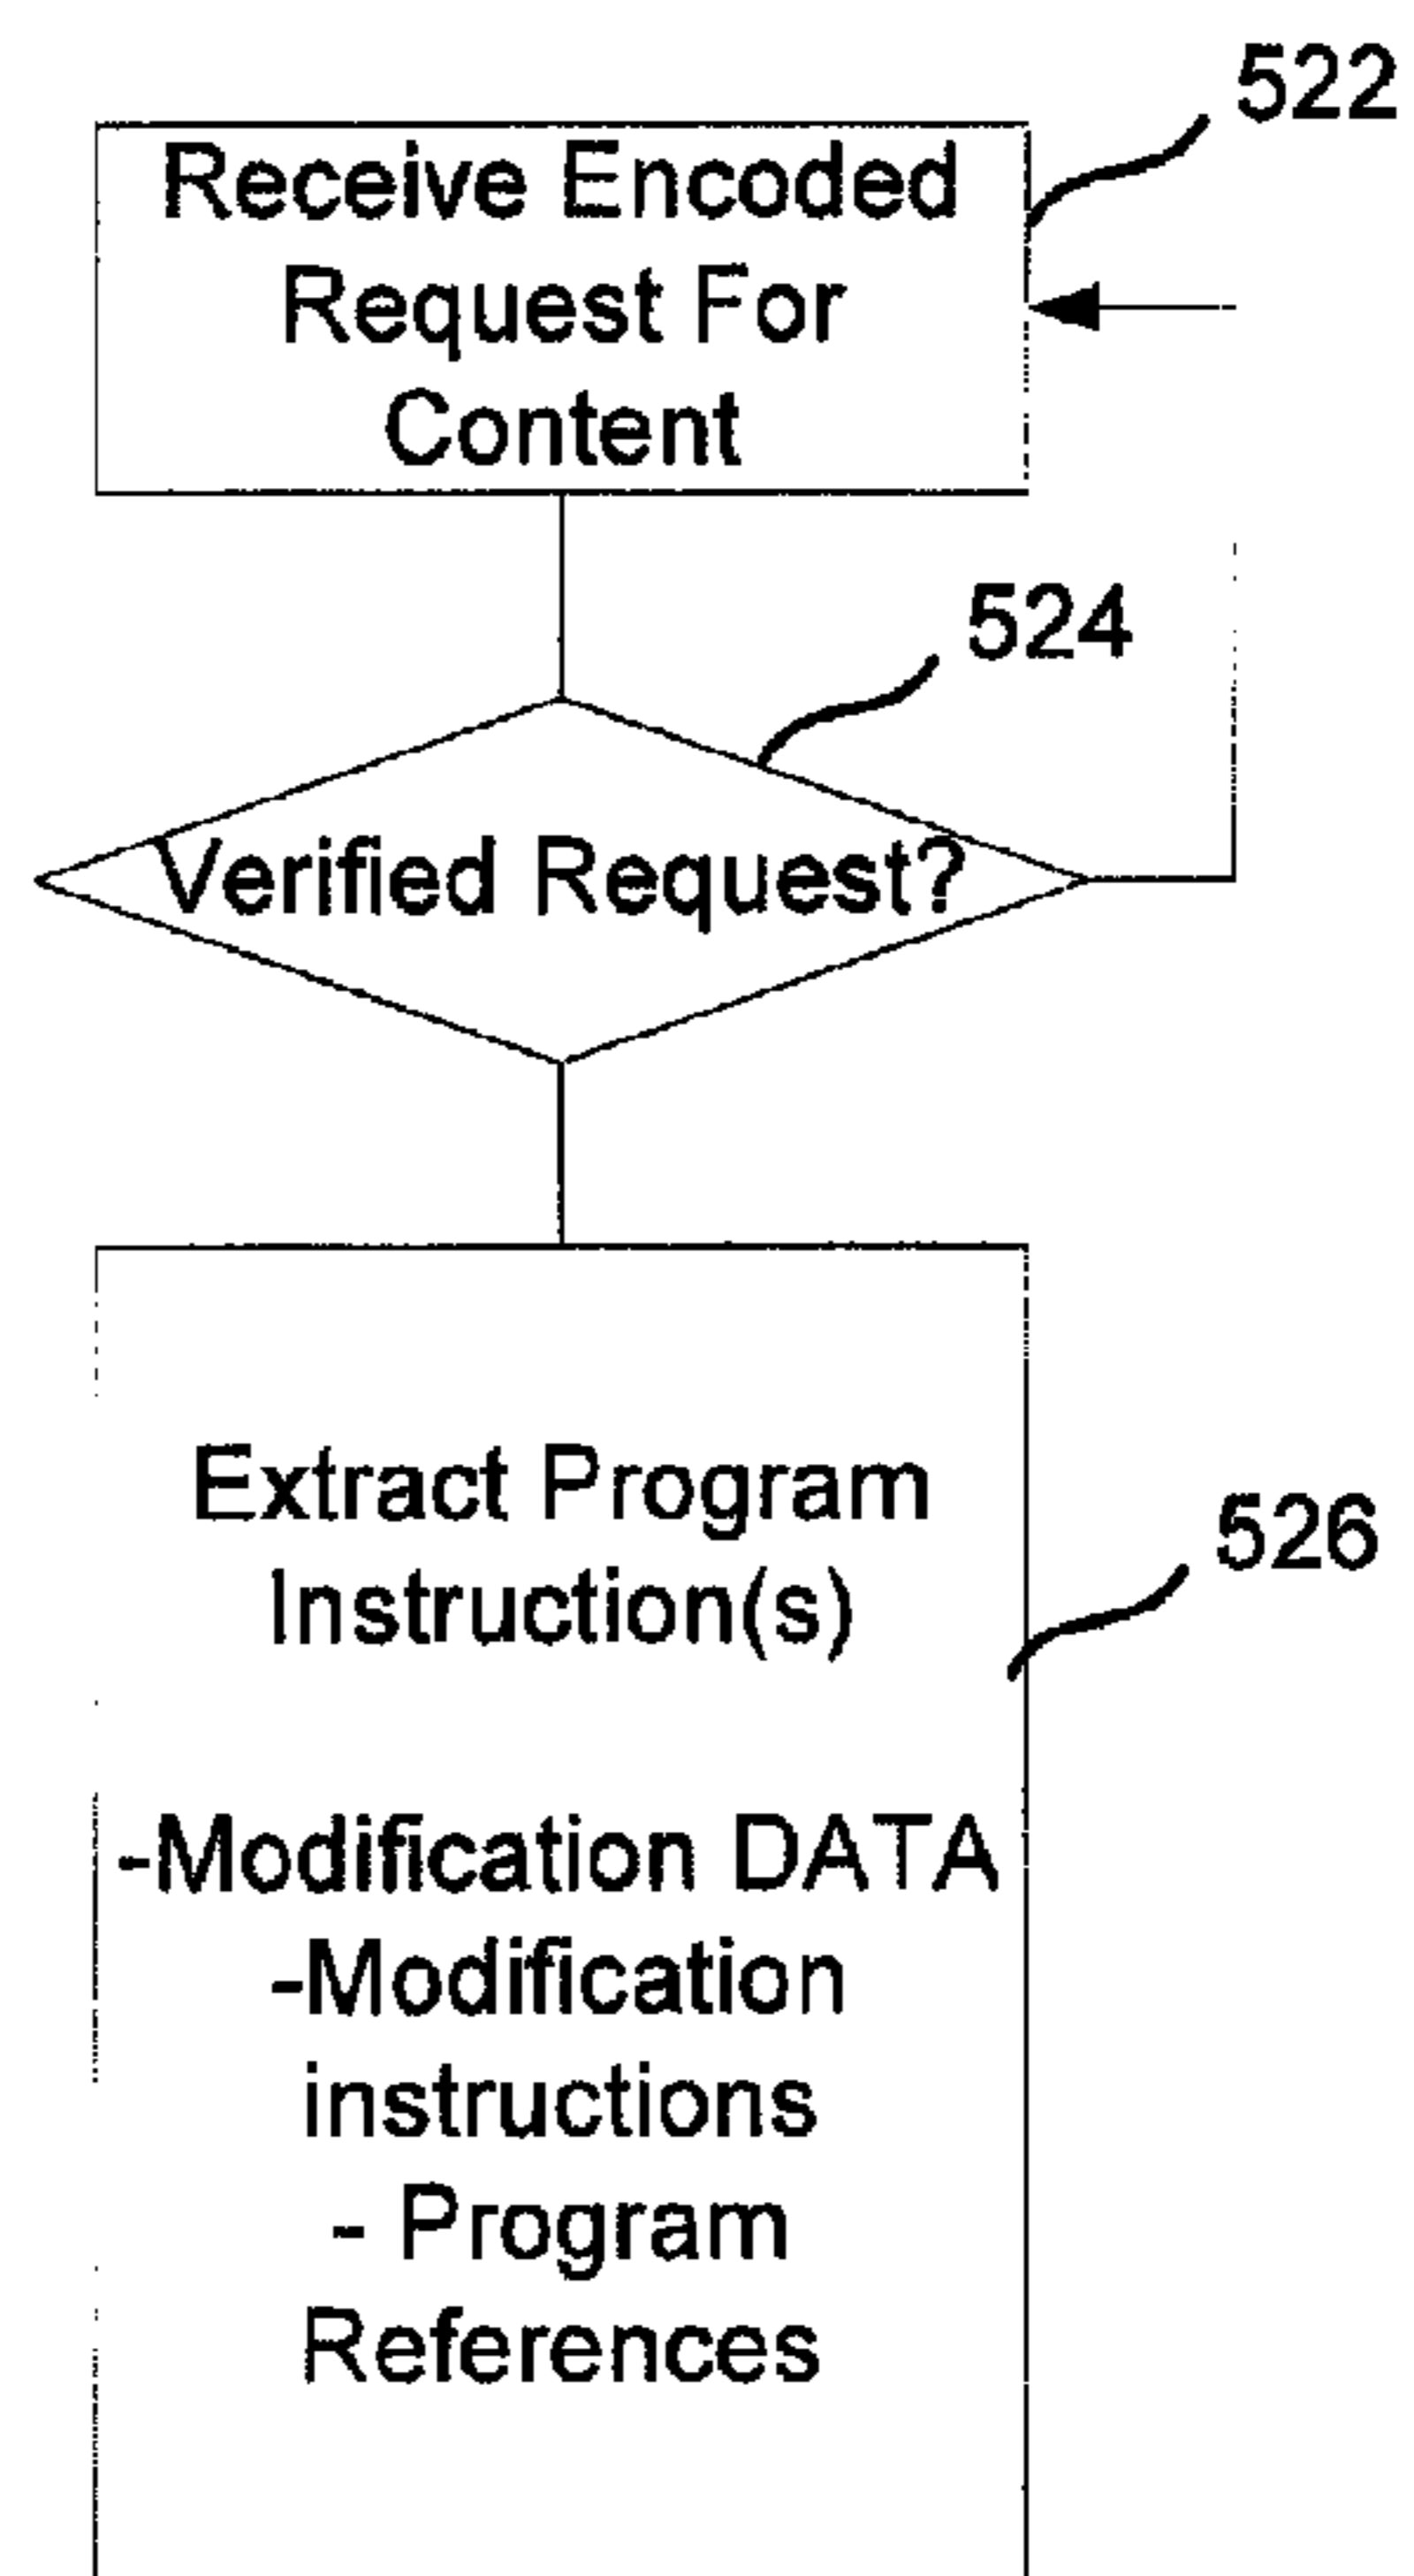 522
Receive Encoded
Request For
Content
524
Verified Request?
Extract Program
Instruction(s)
526
-Modification DATA
-Modification
instructions
- Program
References